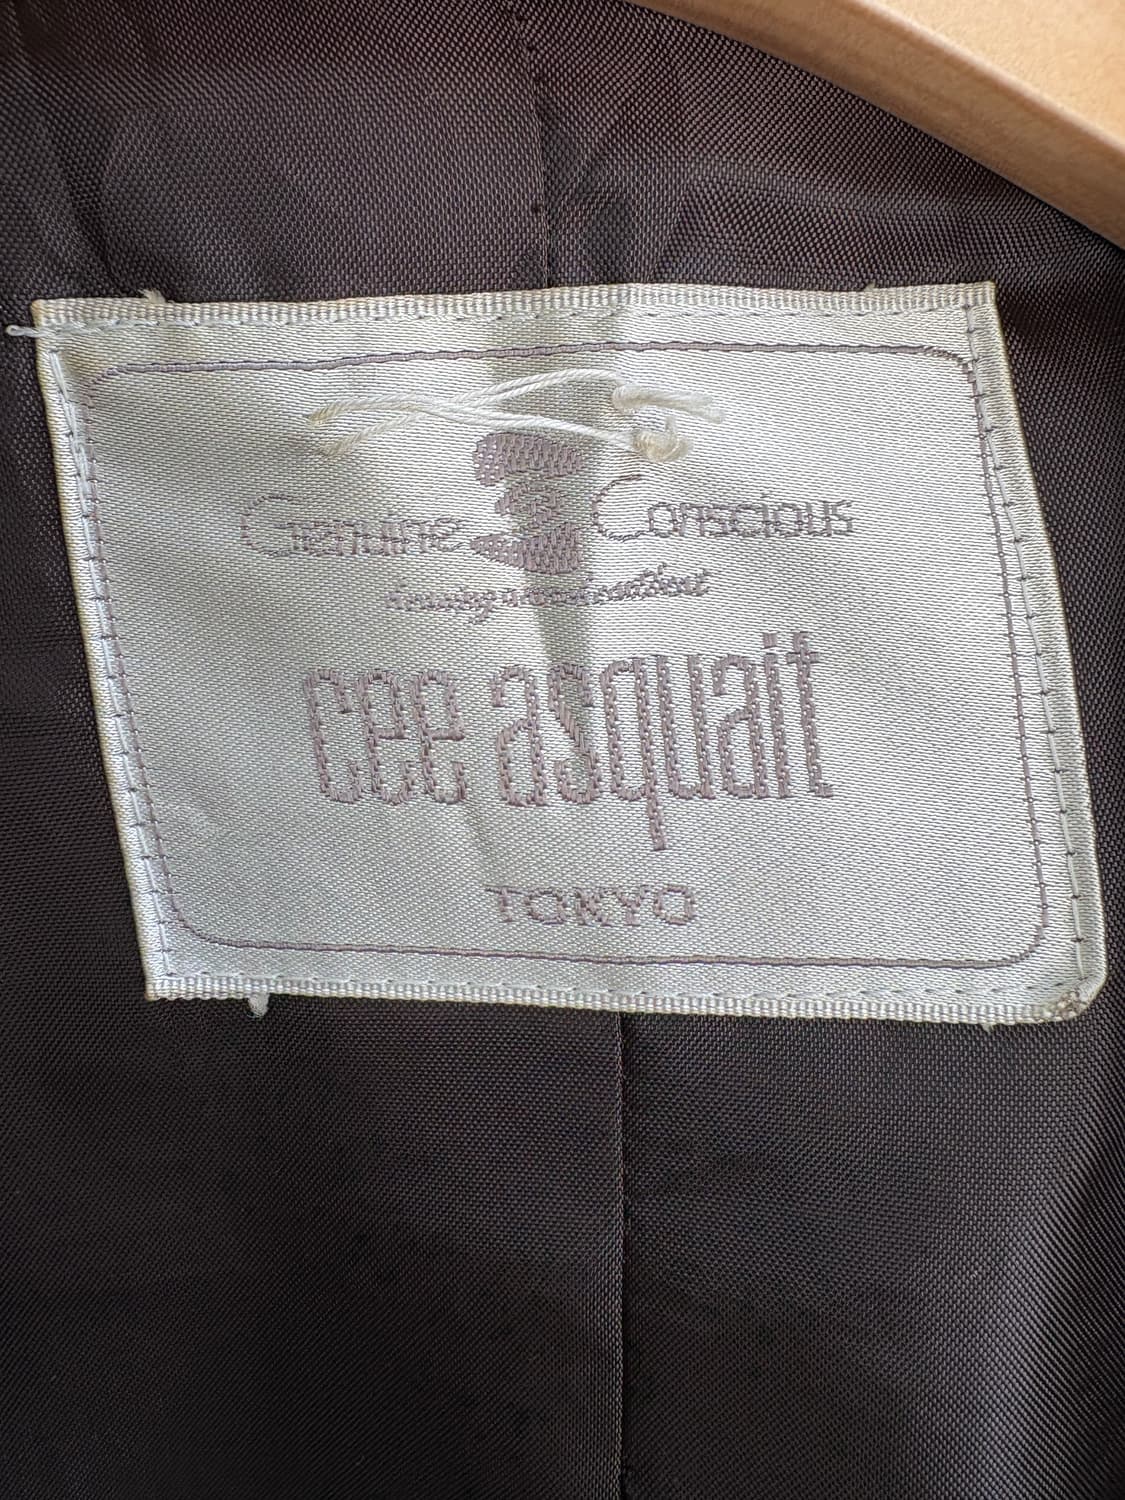 Genuine Conscious
cee asquait
TOKYO